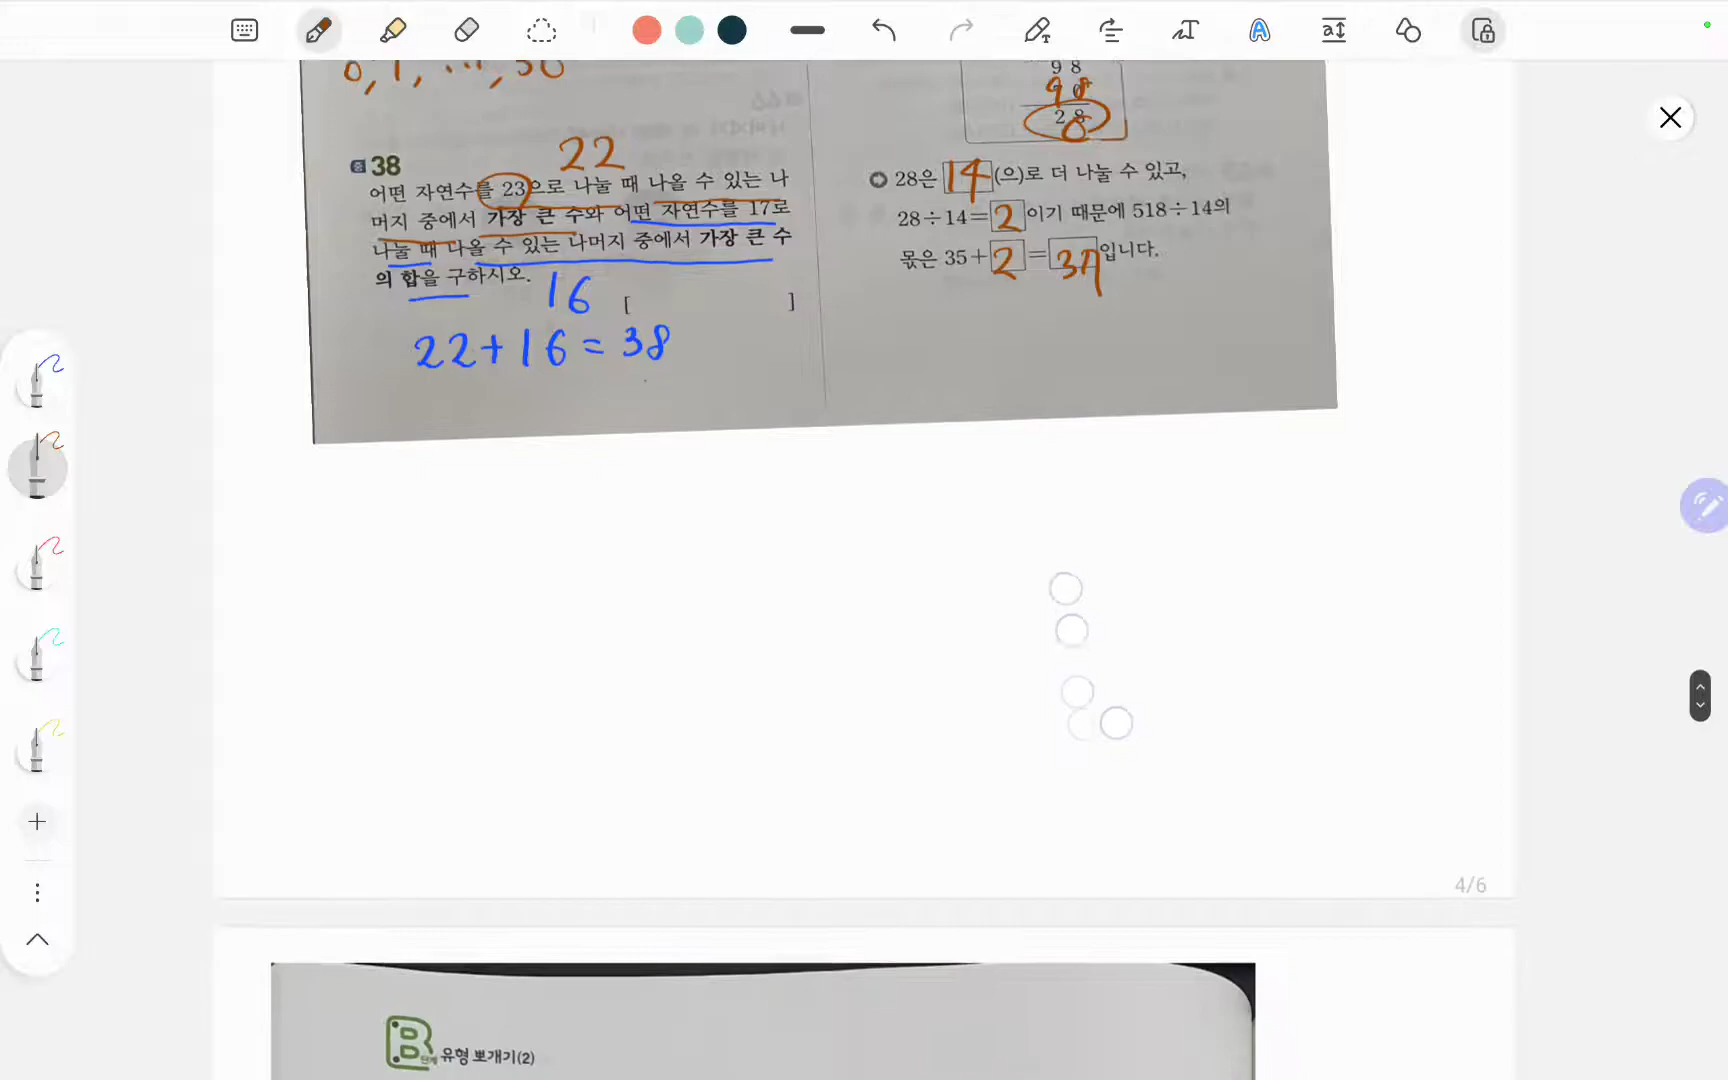 0, 1, ..., 30
중 38
22
어떤 자연수를 23으로 나눌 때 나올 수 있는 나
머지 중에서 가장 큰 수와 어떤 자연수를 17로
나눌 때 나올 수 있는 나머지 중에서 가장 큰 수
의 합을 구하시오.
16 [ ]
22+16=38
98
98
28
0
28은 14 (으)로 더 나눌 수 있고,
28÷14=2이기 때문에 518÷14의
몫은 35+2=37입니다.
4/6
B단계 유형 뽀개기(2)